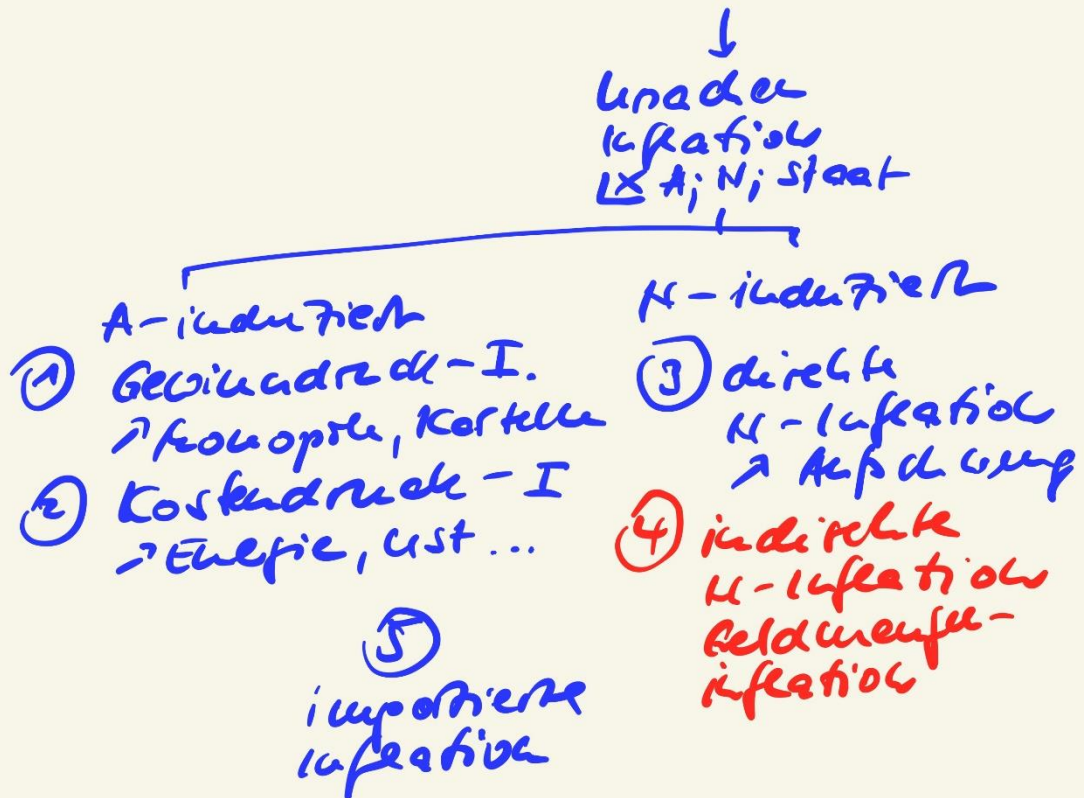 Ursachen
Inflation
A; N; Staat
A-induziert
① Gewinndruck-I.
↗ Monopole, Kartelle
② Kostendruck-I
↗ Energie, USt...
N-induziert
③ direkte
N-Inflation
↗ Aufschwung
④ indirekte
N-Inflation
Geldmengen-
inflation
⑤
importierte
Inflation